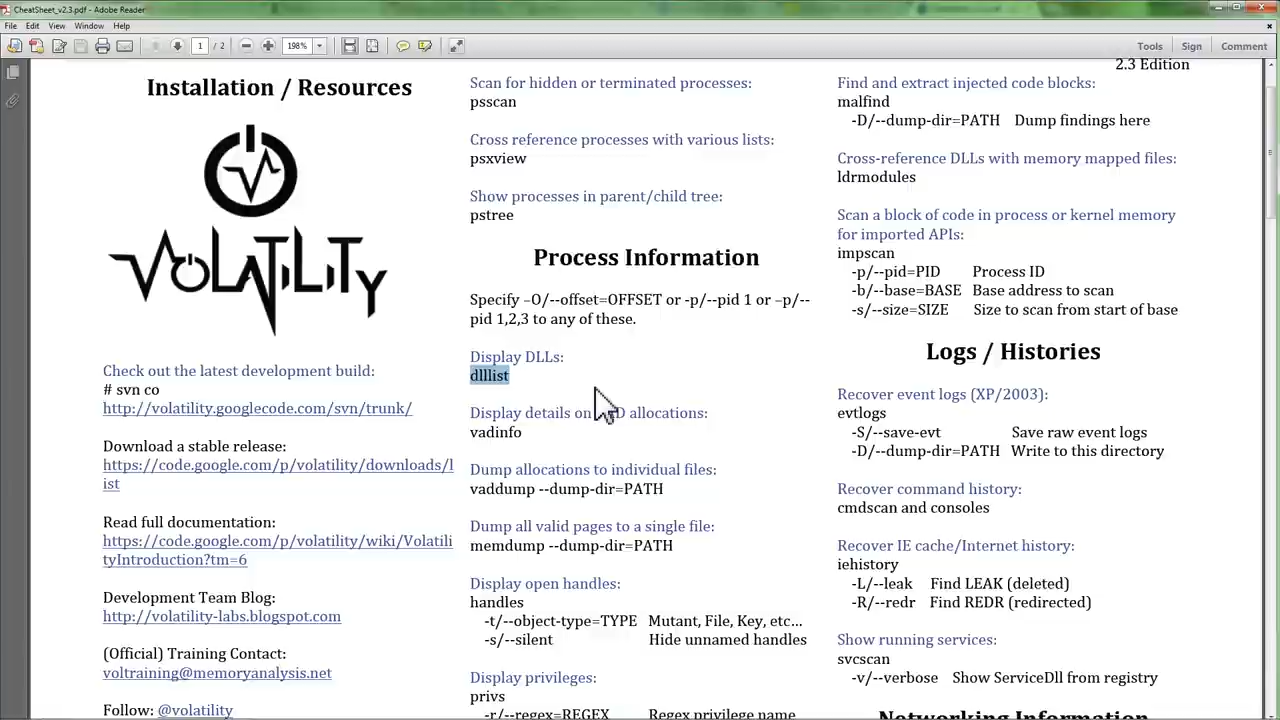 CheatSheet_v2.3.pdf - Adobe Reader
File Edit View Window Help
1 / 2 198% Tools Sign Comment
Installation / Resources
VOLATILITY
Check out the latest development build:
# svn co
http://volatility.googlecode.com/svn/trunk/
Download a stable release:
https://code.google.com/p/volatility/downloads/l
ist
Read full documentation:
https://code.google.com/p/volatility/wiki/Volatili
tyIntroduction?tm=6
Development Team Blog:
http://volatility-labs.blogspot.com
(Official) Training Contact:
voltraining@memoryanalysis.net
Follow: @volatility
Scan for hidden or terminated processes:
psscan
Cross reference processes with various lists:
psxview
Show processes in parent/child tree:
pstree
Process Information
Specify –O/--offset=OFFSET or -p/--pid 1 or –p/--
pid 1,2,3 to any of these.
Display DLLs:
dlllist
Display details on D allocations:
vadinfo
Dump allocations to individual files:
vaddump --dump-dir=PATH
Dump all valid pages to a single file:
memdump --dump-dir=PATH
Display open handles:
handles
-t/--object-type=TYPE Mutant, File, Key, etc…
-s/--silent Hide unnamed handles
Display privileges:
privs
-r/--regex=REGEX Regex privilege name
2.3 Edition
Find and extract injected code blocks:
malfind
-D/--dump-dir=PATH Dump findings here
Cross-reference DLLs with memory mapped files:
ldrmodules
Scan a block of code in process or kernel memory
for imported APIs:
impscan
-p/--pid=PID Process ID
-b/--base=BASE Base address to scan
-s/--size=SIZE Size to scan from start of base
Logs / Histories
Recover event logs (XP/2003):
evtlogs
-S/--save-evt Save raw event logs
-D/--dump-dir=PATH Write to this directory
Recover command history:
cmdscan and consoles
Recover IE cache/Internet history:
iehistory
-L/--leak Find LEAK (deleted)
-R/--redr Find REDR (redirected)
Show running services:
svcscan
-v/--verbose Show ServiceDll from registry
Networking Information